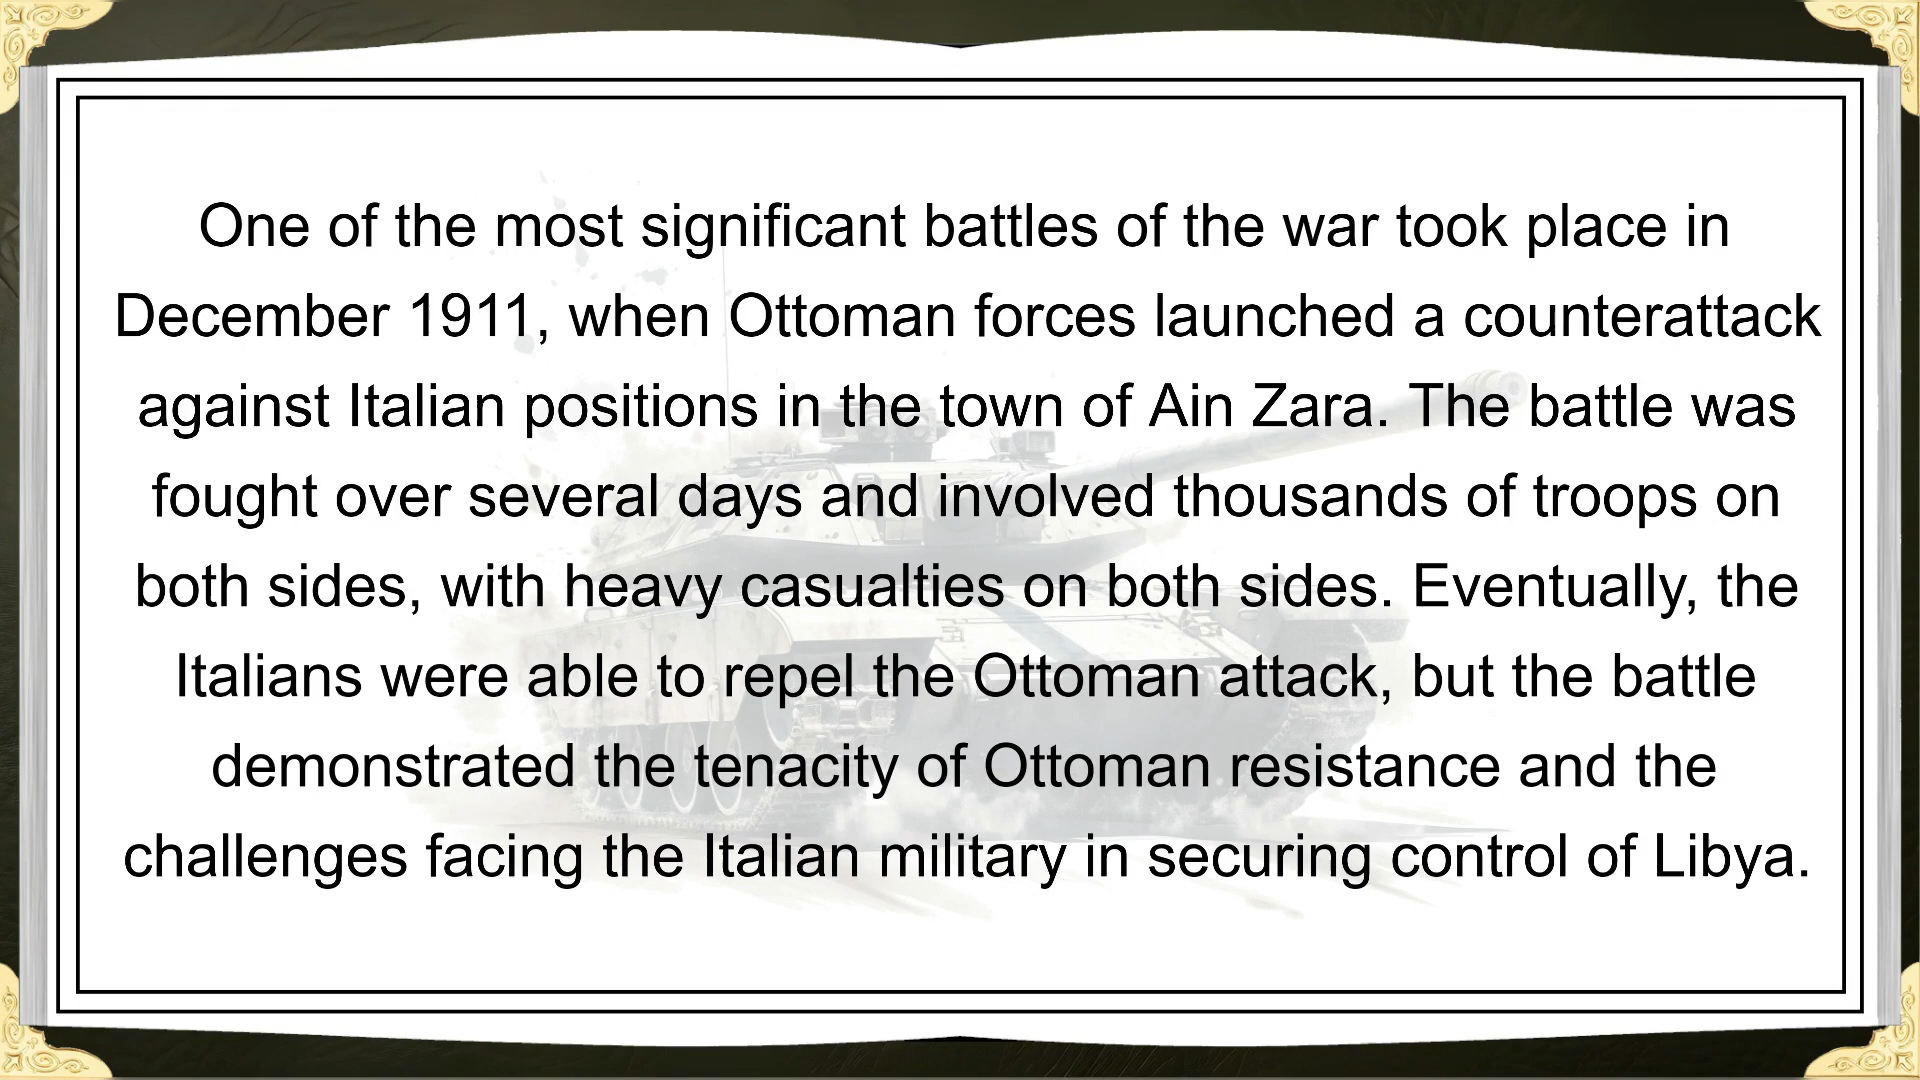 One of the most significant battles of the war took place in
December 1911, when Ottoman forces launched a counterattack
against Italian positions in the town of Ain Zara. The battle was
fought over several days and involved thousands of troops on
both sides, with heavy casualties on both sides. Eventually, the
Italians were able to repel the Ottoman attack, but the battle
demonstrated the tenacity of Ottoman resistance and the
challenges facing the Italian military in securing control of Libya.